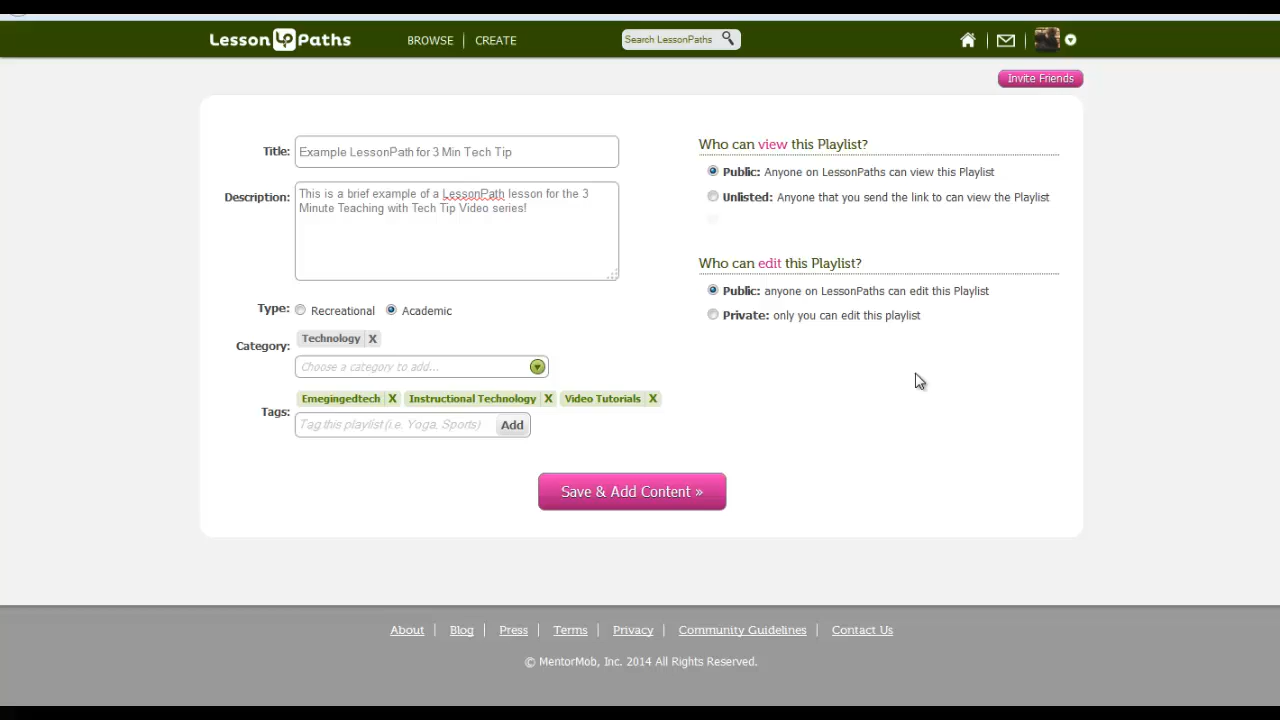 Lesson LP Paths BROWSE CREATE Search LessonPaths
Invite Friends
Title: Example LessonPath for 3 Min Tech Tip
Description: This is a brief example of a LessonPath lesson for the 3
Minute Teaching with Tech Tip Video series!
Type: Recreational Academic
Category: Technology X
Choose a category to add...
Tags: Emegingedtech X Instructional Technology X Video Tutorials X
Tag this playlist (i.e. Yoga, Sports) Add
Who can view this Playlist?
Public: Anyone on LessonPaths can view this Playlist
Unlisted: Anyone that you send the link to can view the Playlist
Who can edit this Playlist?
Public: anyone on LessonPaths can edit this Playlist
Private: only you can edit this playlist
Save & Add Content »
About Blog Press Terms Privacy Community Guidelines Contact Us
© MentorMob, Inc. 2014 All Rights Reserved.